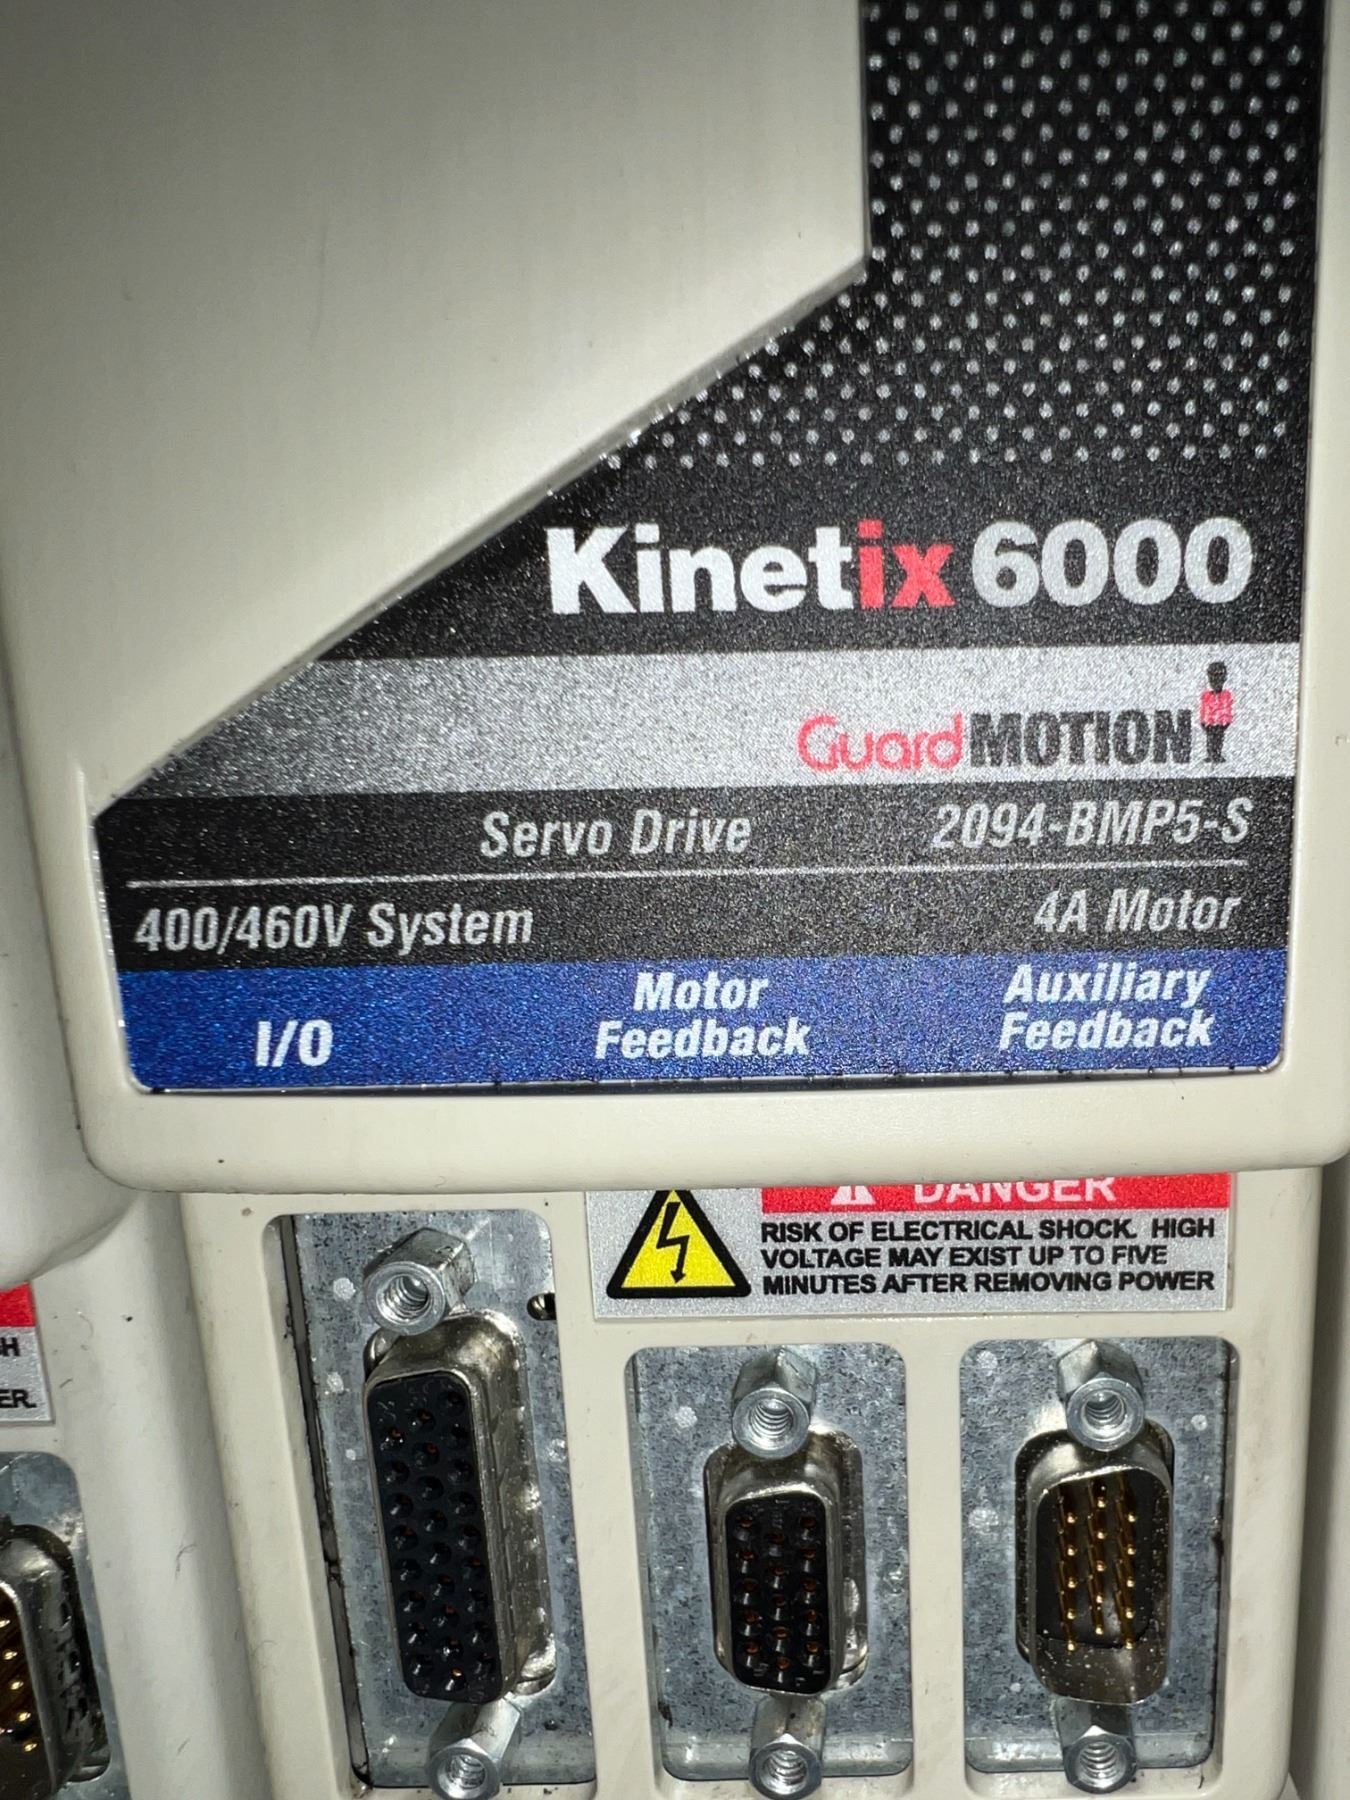 Kinetix 6000
GuardMOTION
Servo Drive 2094-BMP5-S
400/460V System 4A Motor
I/O
Motor
Feedback
Auxiliary
Feedback
DANGER
RISK OF ELECTRICAL SHOCK. HIGH
VOLTAGE MAY EXIST UP TO FIVE
MINUTES AFTER REMOVING POWER